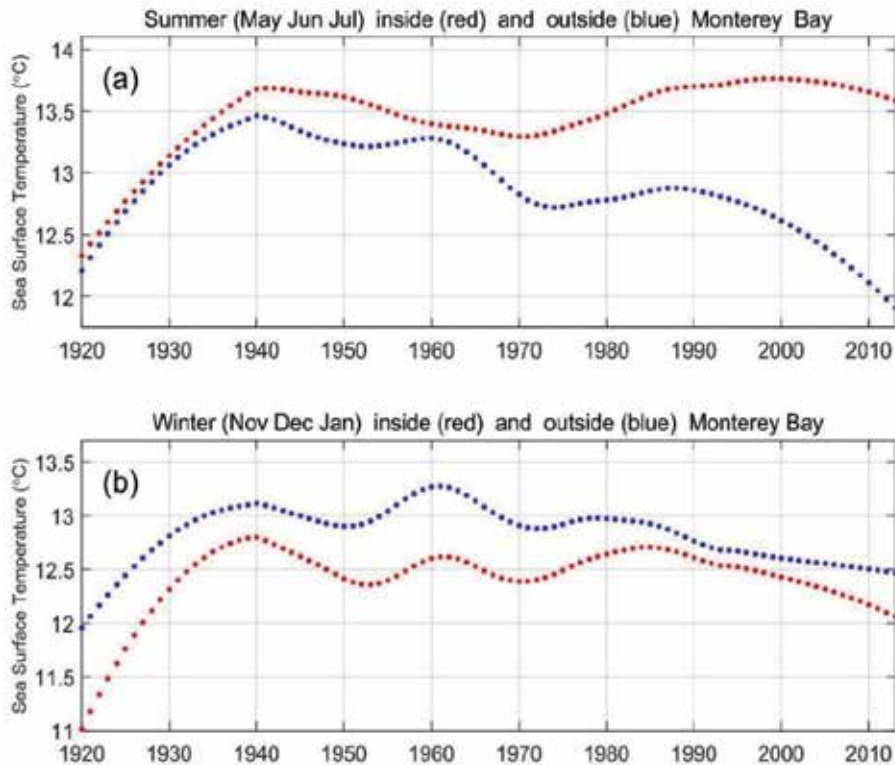 Summer (May Jun Jul) inside (red) and outside (blue) Monterey Bay
(a)
Sea Surface Temperature (°C)
14
13.5
13
12.5
12
1920 1930 1940 1950 1960 1970 1980 1990 2000 2010
Winter (Nov Dec Jan) inside (red) and outside (blue) Monterey Bay
(b)
Sea Surface Temperature (°C)
13.5
13
12.5
12
11.5
11
1920 1930 1940 1950 1960 1970 1980 1990 2000 2010